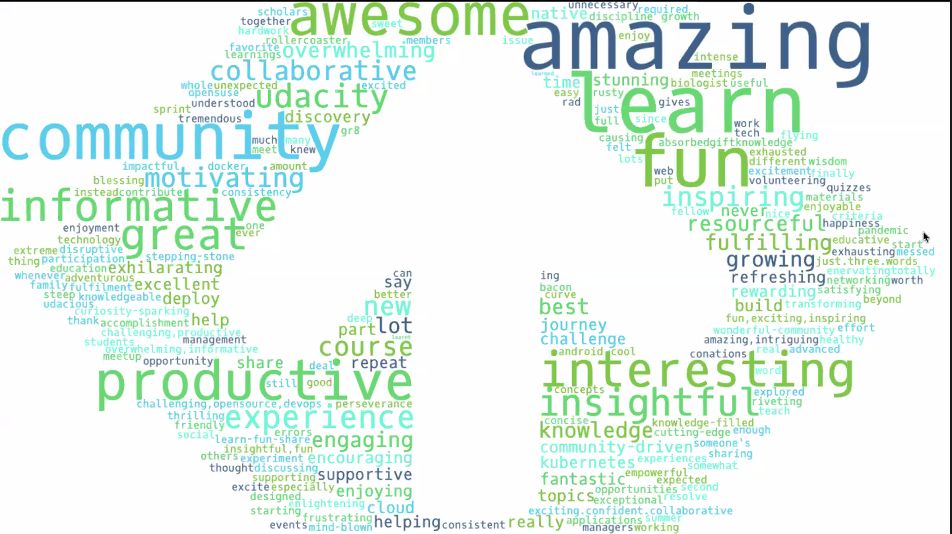 scholars awesome native unnecessary
together discipline growth required
hardwork sweet amazing
rollercoaster members issue enjoy
favorite overwhelming
learnings intense
collaborative learned meetings
whole unexpected excited time stunning biologist useful
opensuse udacity easy rusty learn
understood rad gives
sprint discovery just
tremendous full since work
community gr8 causing tech flying
much many felt absorbed gift knowledge
meet knew lots fun exhausted
impactful docker amount different wisdom
motivating web excitement finally
blessing put volunteering
instead contribute consistency inspiring quizzes
informative materials
fellow never nice enjoyable
one resourceful criteria
enjoyment great ever happiness pandemic
technology fulfilling educative start
extreme disruptive exhausting messed
thing participation stepping-stone growing just.three.words
education exhilarating can ing enervating totally
whenever adventurous say refreshing networking worth
family fulfilment excellent better bacon rewarding satisfying
steep knowledgeable deploy curve beyond
udacious new best build transforming
curiosity-sparking deep fun,exciting,inspiring
thank accomplishment help part lot journey wonderful-community effort
challenging,productive learned challenge amazing,intriguing healthy
students management course
overwhelming,informative android cool real advanced
meetup opportunity share repeat conations
deal interesting word
productive still good concepts explored
challenging,opensource,devops perseverance insightful riveting
thrilling experience teach
friendly concise knowledge-filled
social errors knowledge cutting-edge enough
learn-fun-share engaging someone's
insightful,fun community-driven sharing
others experiment encouraging kubernetes experiences
thought discussing somewhat
supporting supportive fantastic empowerful expected
excite especially opportunities second
designed enjoying topics exceptional resolve
enlightening cloud exciting.confident.collaborative
starting frustrating summer
events mind-blown helping consistent really applications managers working